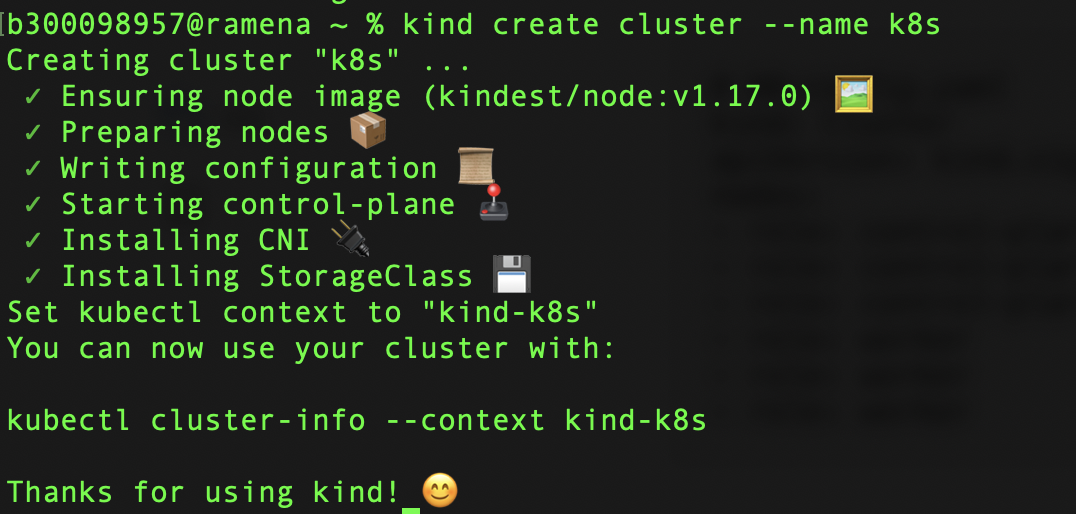 [b300098957@ramena ~ % kind create cluster --name k8s
Creating cluster "k8s" ...
✓ Ensuring node image (kindest/node:v1.17.0) 🖼
✓ Preparing nodes 📦
✓ Writing configuration 📜
✓ Starting control-plane 🕹
✓ Installing CNI 🔌
✓ Installing StorageClass 💾
Set kubectl context to "kind-k8s"
You can now use your cluster with:
kubectl cluster-info --context kind-k8s
Thanks for using kind! 😊